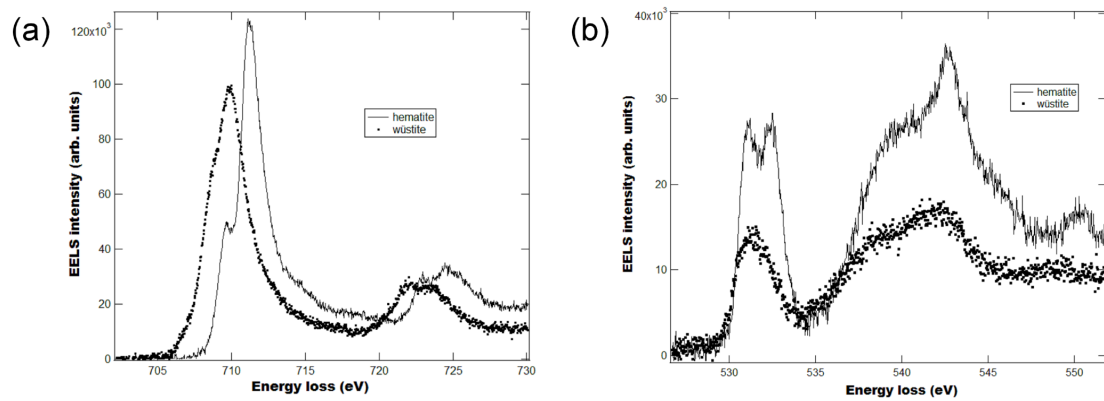 (a)
120x10³
100
80
60
40
20
0
EELS intensity (arb. units)
hematite
wüstite
705
710
715
720
725
730
Energy loss (eV)
(b)
40x10³
30
20
10
0
EELS intensity (arb. units)
hematite
wüstite
530
535
540
545
550
Energy loss (eV)